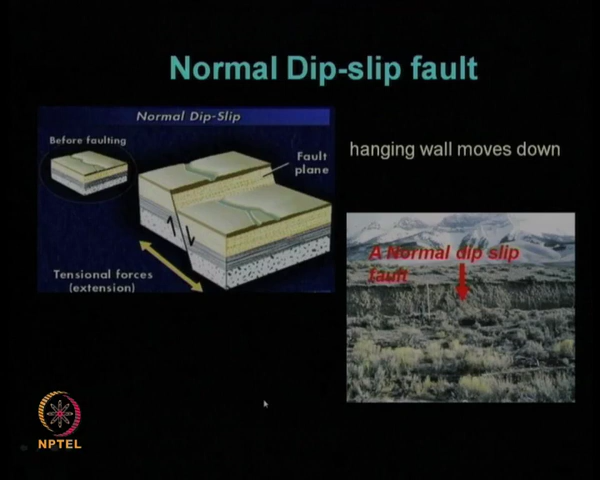 Normal Dip-slip fault
Normal Dip-Slip
Before faulting
Fault
plane
Tensional forces
(extension)
hanging wall moves down
A Normal dip slip
fault
NPTEL